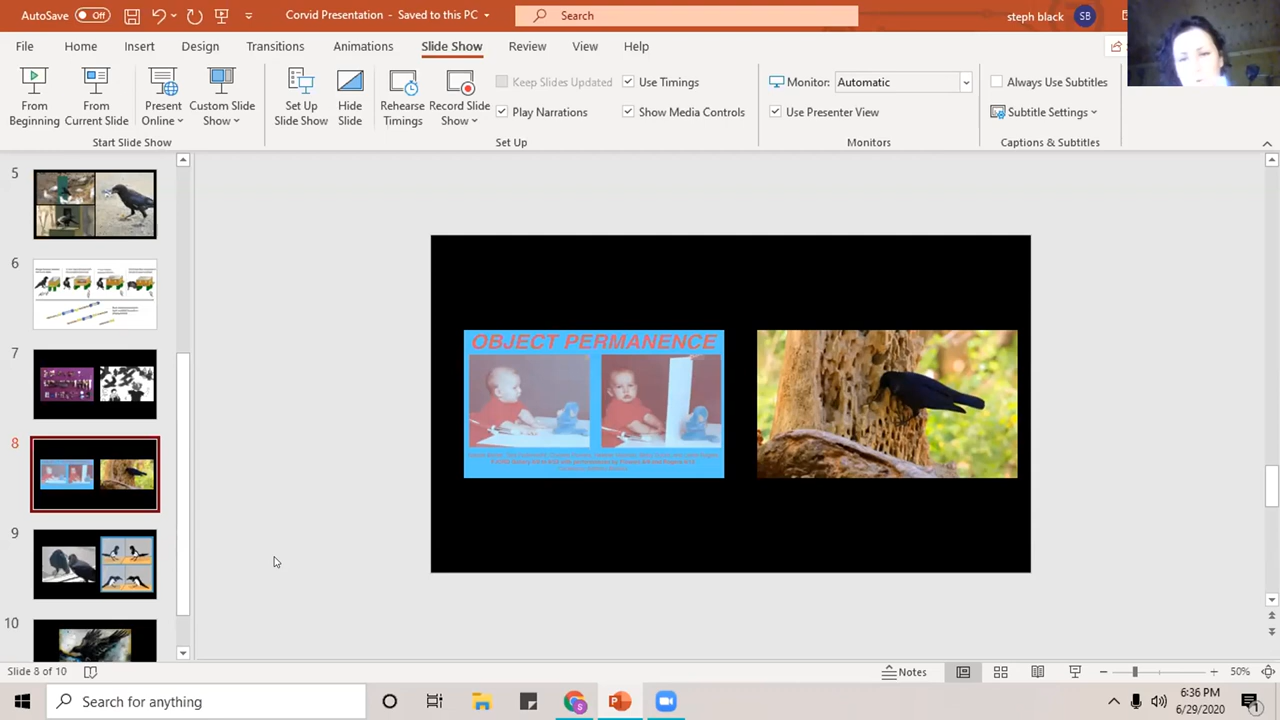 AutoSave Off Corvid Presentation - Saved to this PC Search steph black SB
File Home Insert Design Transitions Animations Slide Show Review View Help
From Beginning
From Current Slide
Present Online
Custom Slide Show
Start Slide Show
Set Up Slide Show
Hide Slide
Rehearse Timings
Record Slide Show
Keep Slides Updated
Play Narrations
Use Timings
Show Media Controls
Set Up
Monitor: Automatic
Use Presenter View
Monitors
Always Use Subtitles
Subtitle Settings
Captions & Subtitles
5
6
7
8
9
10
OBJECT PERMANENCE
Slide 8 of 10 Notes 50%
Search for anything 6:36 PM
6/29/2020
1